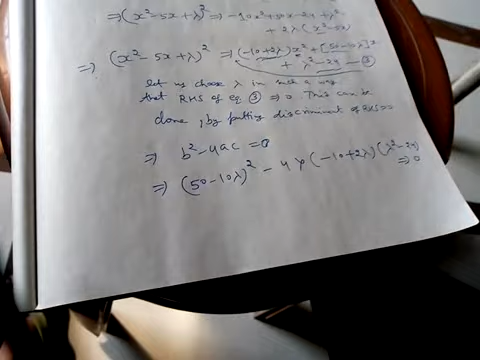 ⇒ (x² - 5x + λ)² ⇒ -10x² + 50x - 24 + λ²
+ 2λ (x² - 5x)
⇒ (x² - 5x + λ)² ⇒ (-10 + 2λ) x² + [50 - 10λ] x
+ λ² - 24 - ③
let us choose λ in such a way
that RHS of eq ③ ⇒ 0. This can be
done, by putting discriminant of RHS = 0
⇒ b² - 4ac = 0
⇒ (50 - 10λ)² - 4 × (-10 + 2λ) (λ² - 24)
⇒ 0